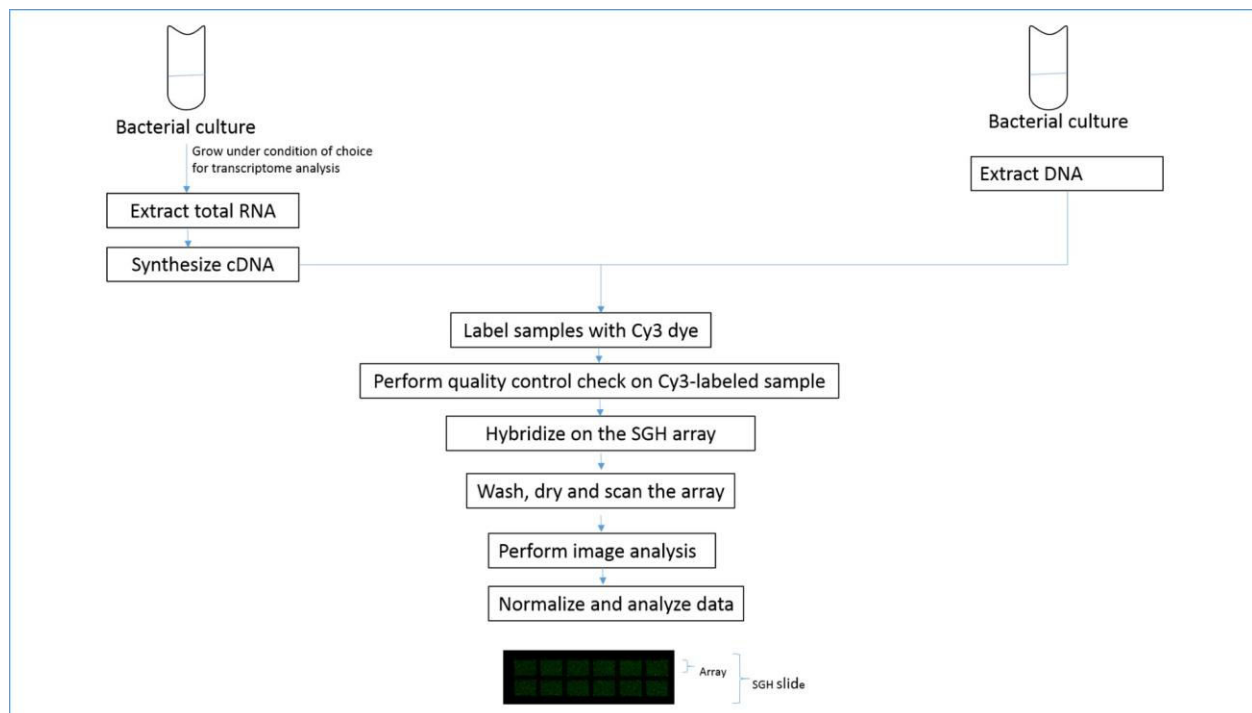 Bacterial culture
Grow under condition of choice
for transcriptome analysis
Extract total RNA
Synthesize cDNA
Bacterial culture
Extract DNA
Label samples with Cy3 dye
Perform quality control check on Cy3-labeled sample
Hybridize on the SGH array
Wash, dry and scan the array
Perform image analysis
Normalize and analyze data
Array
SGH slide